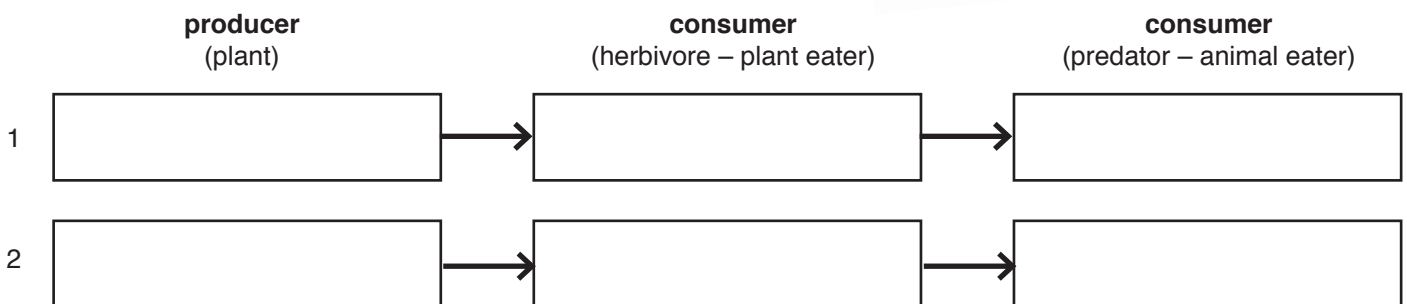 producer consumer consumer
(plant) (herbivore – plant eater) (predator – animal eater)
1
2